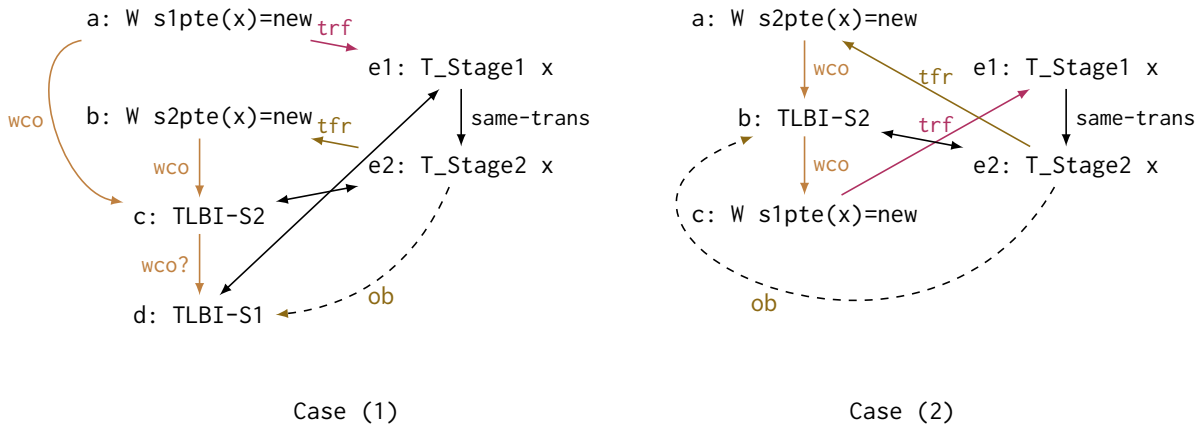 a: W s1pte(x)=new
trf
e1: T_Stage1 x
wco
b: W s2pte(x)=new
tfr
same-trans
wco
e2: T_Stage2 x
c: TLBI-S2
wco?
ob
d: TLBI-S1
Case (1)
a: W s2pte(x)=new
wco
tfr
e1: T_Stage1 x
b: TLBI-S2
trf
same-trans
wco
e2: T_Stage2 x
c: W s1pte(x)=new
ob
Case (2)